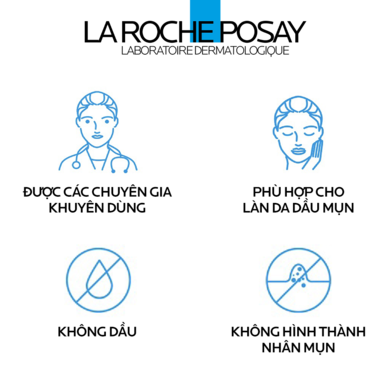 LA ROCHE POSAY
LABORATOIRE DERMATOLOGIQUE
ĐƯỢC CÁC CHUYÊN GIA
KHUYÊN DÙNG
PHÙ HỢP CHO
LÀN DA DẦU MỤN
KHÔNG DẦU
KHÔNG HÌNH THÀNH
NHÂN MỤN